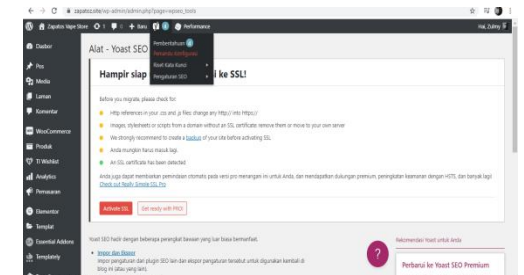 zapatos.site/wp-admin/admin.php?page=wpseo_tools
Zapatos Vape Store 1 0 + Baru Performance
Hai, Zulmy F
Dasbor
Pos
Media
Laman
Komentar
WooCommerce
Produk
TI Wishlist
Analytics
Pemasaran
Elementor
Templat
Essential Addons
Templately
Pemberitahuan
Pemandu Konfigurasi
Riset Kata Kunci
Pengaturan SEO
Alat - Yoast SEO
Hampir siap
ke SSL!
Before you migrate, please check for:
Http references in your .css and .js files: change any http:// into https://
Images, stylesheets or scripts from a domain without an SSL certificate: remove them or move to your own server
We strongly recommend to create a backup of your site before activating SSL
Anda mungkin harus masuk lagi.
An SSL certificate has been detected
Anda juga dapat membiarkan pemindaian otomatis pada versi pro menangani ini untuk Anda, dan mendapatkan dukungan premium, peningkatan keamanan dengan HSTS, dan banyak lagi!
Check out Really Simple SSL Pro
Activate SSL
Get ready with PRO!
Yoast SEO hadir dengan beberapa perangkat bawaan yang luar biasa bermanfaat.
Impor dan Ekspor
Impor pengaturan dari plugin SEO lain dan ekspor pengaturan tersebut untuk digunakan kembali di
blog ini (atau yang lain).
Rekomendasi Yoast untuk Anda
Perbarui ke Yoast SEO Premium